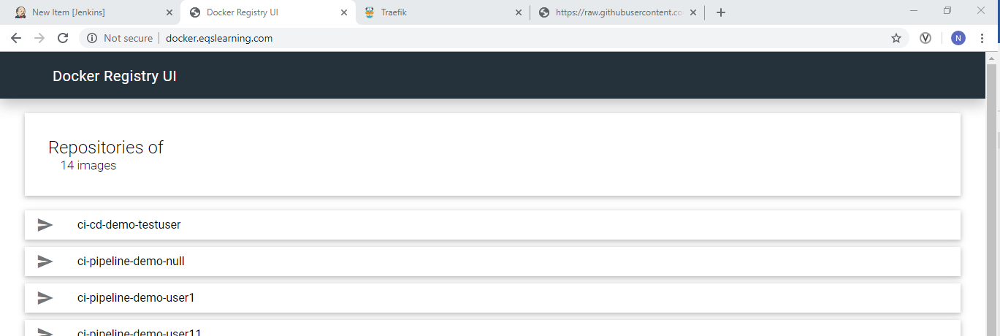 New Item [Jenkins]
Docker Registry UI
Traefik
https://raw.githubusercontent.co
Not secure
docker.eqslearning.com
N
Docker Registry UI
Repositories of
14 images
ci-cd-demo-testuser
ci-pipeline-demo-null
ci-pipeline-demo-user1
ci-pipeline-demo-user11